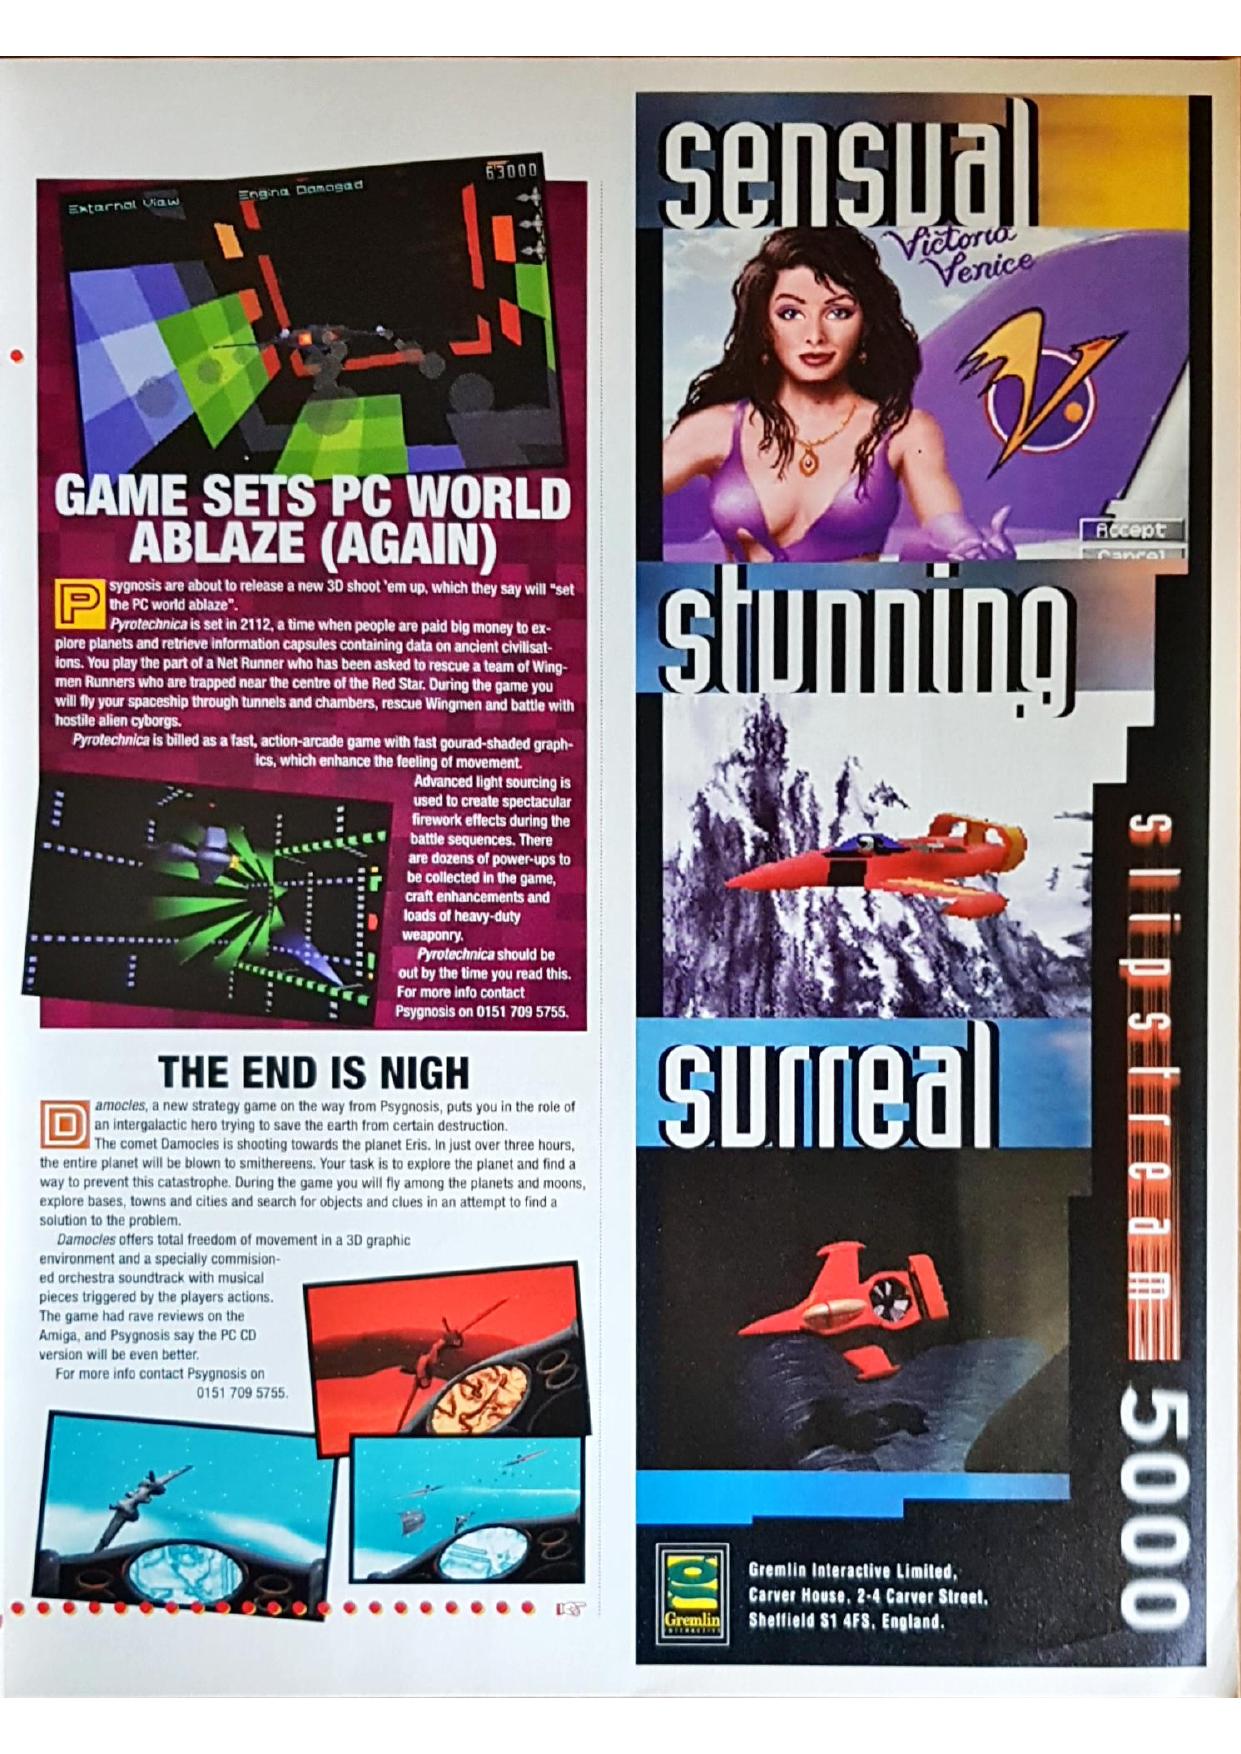 External View
Engine Damaged
63000
GAME SETS PC WORLD
ABLAZE (AGAIN)
Psygnosis are about to release a new 3D shoot 'em up, which they say will "set
the PC world ablaze".
Pyrotechnica is set in 2112, a time when people are paid big money to ex-
plore planets and retrieve information capsules containing data on ancient civilisat-
ions. You play the part of a Net Runner who has been asked to rescue a team of Wing-
men Runners who are trapped near the centre of the Red Star. During the game you
will fly your spaceship through tunnels and chambers, rescue Wingmen and battle with
hostile alien cyborgs.
Pyrotechnica is billed as a fast, action-arcade game with fast gourad-shaded graph-
ics, which enhance the feeling of movement.
Advanced light sourcing is
used to create spectacular
firework effects during the
battle sequences. There
are dozens of power-ups to
be collected in the game,
craft enhancements and
loads of heavy-duty
weaponry.
Pyrotechnica should be
out by the time you read this.
For more info contact
Psygnosis on 0151 709 5755.
THE END IS NIGH
Damocles, a new strategy game on the way from Psygnosis, puts you in the role of
an intergalactic hero trying to save the earth from certain destruction.
The comet Damocles is shooting towards the planet Eris. In just over three hours,
the entire planet will be blown to smithereens. Your task is to explore the planet and find a
way to prevent this catastrophe. During the game you will fly among the planets and moons,
explore bases, towns and cities and search for objects and clues in an attempt to find a
solution to the problem.
Damocles offers total freedom of movement in a 3D graphic
environment and a specially commision-
ed orchestra soundtrack with musical
pieces triggered by the players actions.
The game had rave reviews on the
Amiga, and Psygnosis say the PC CD
version will be even better.
For more info contact Psygnosis on
0151 709 5755.
sensual
Victoria
Venice
V
Accept
Cancel
stunning
surreal
slipstream 5000
Gremlin
INTERACTIVE
Gremlin Interactive Limited,
Carver House, 2-4 Carver Street,
Sheffield S1 4FS, England.